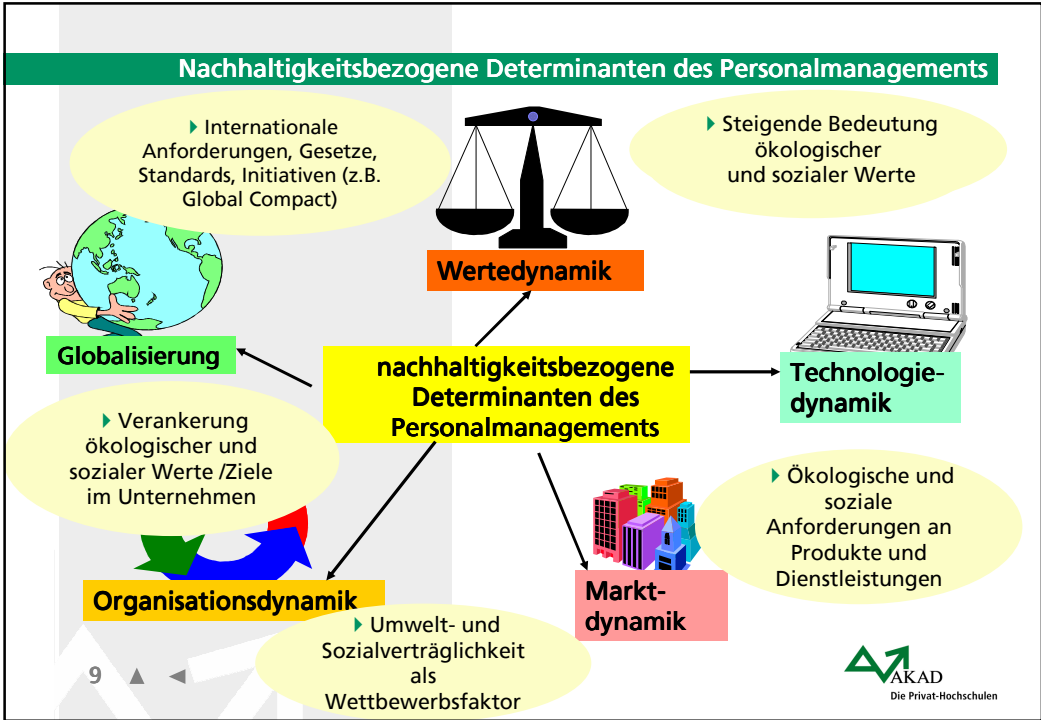 Nachhaltigkeitsbezogene Determinanten des Personalmanagements
Internationale
Anforderungen, Gesetze,
Standards, Initiativen (z.B.
Global Compact)
Steigende Bedeutung
ökologischer
und sozialer Werte
Wertedynamik
Globalisierung
nachhaltigkeitsbezogene
Determinanten des
Personalmanagements
Technologie-
dynamik
Verankerung
ökologischer und
sozialer Werte /Ziele
im Unternehmen
Ökologische und
soziale
Anforderungen an
Produkte und
Dienstleistungen
Organisationsdynamik
Markt-
dynamik
Umwelt- und
Sozialverträglichkeit
als
Wettbewerbsfaktor
9
AKAD
Die Privat-Hochschulen